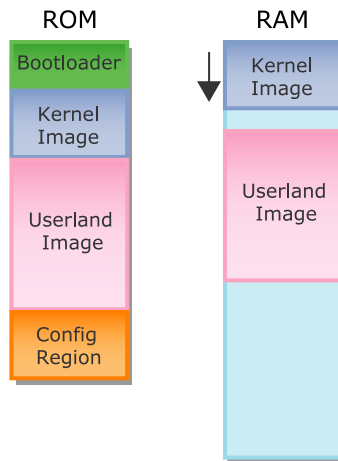 ROM
Bootloader
Kernel
Image
Userland
Image
Config
Region
RAM
Kernel
Image
Userland
Image